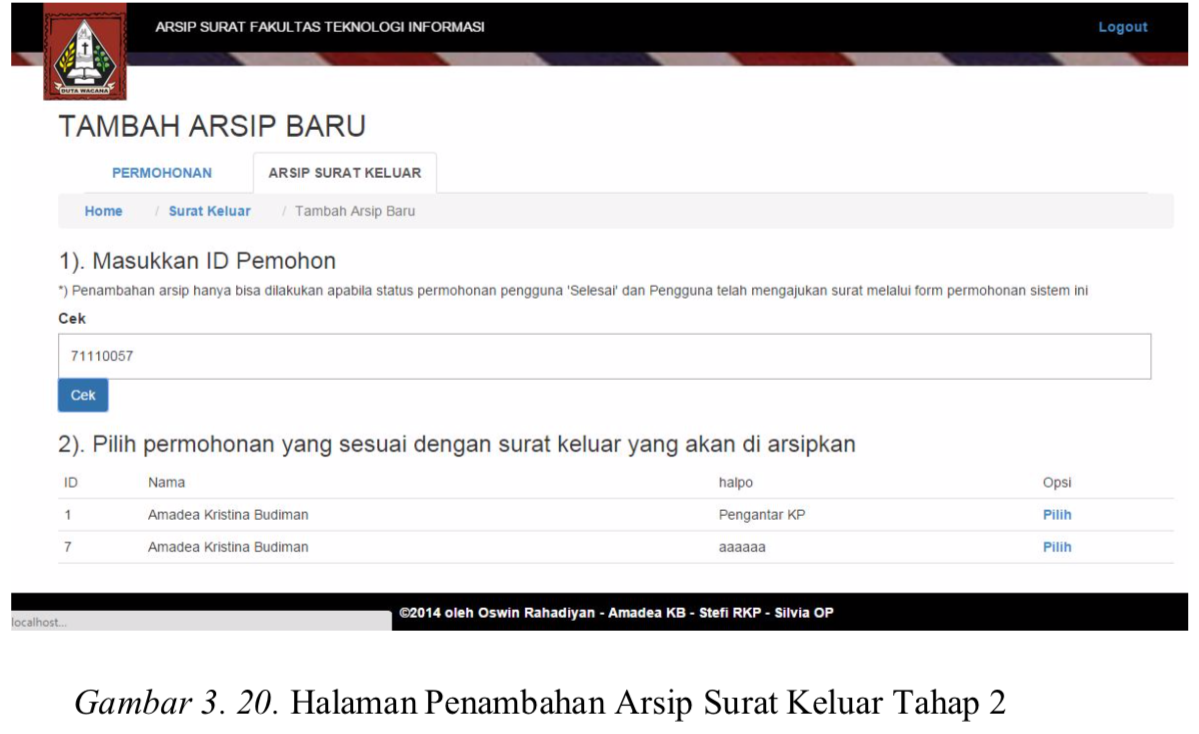 ARSIP SURAT FAKULTAS TEKNOLOGI INFORMASI Logout
DUTA WACANA
TAMBAH ARSIP BARU
PERMOHONAN ARSIP SURAT KELUAR
Home / Surat Keluar / Tambah Arsip Baru
1). Masukkan ID Pemohon
*) Penambahan arsip hanya bisa dilakukan apabila status permohonan pengguna 'Selesai' dan Pengguna telah mengajukan surat melalui form permohonan sistem ini
Cek
71110057
Cek
2). Pilih permohonan yang sesuai dengan surat keluar yang akan di arsipkan
ID Nama halpo Opsi
1 Amadea Kristina Budiman Pengantar KP Pilih
7 Amadea Kristina Budiman aaaaaa Pilih
©2014 oleh Oswin Rahadiyan - Amadea KB - Stefi RKP - Silvia OP
localhost...
Gambar 3. 20. Halaman Penambahan Arsip Surat Keluar Tahap 2